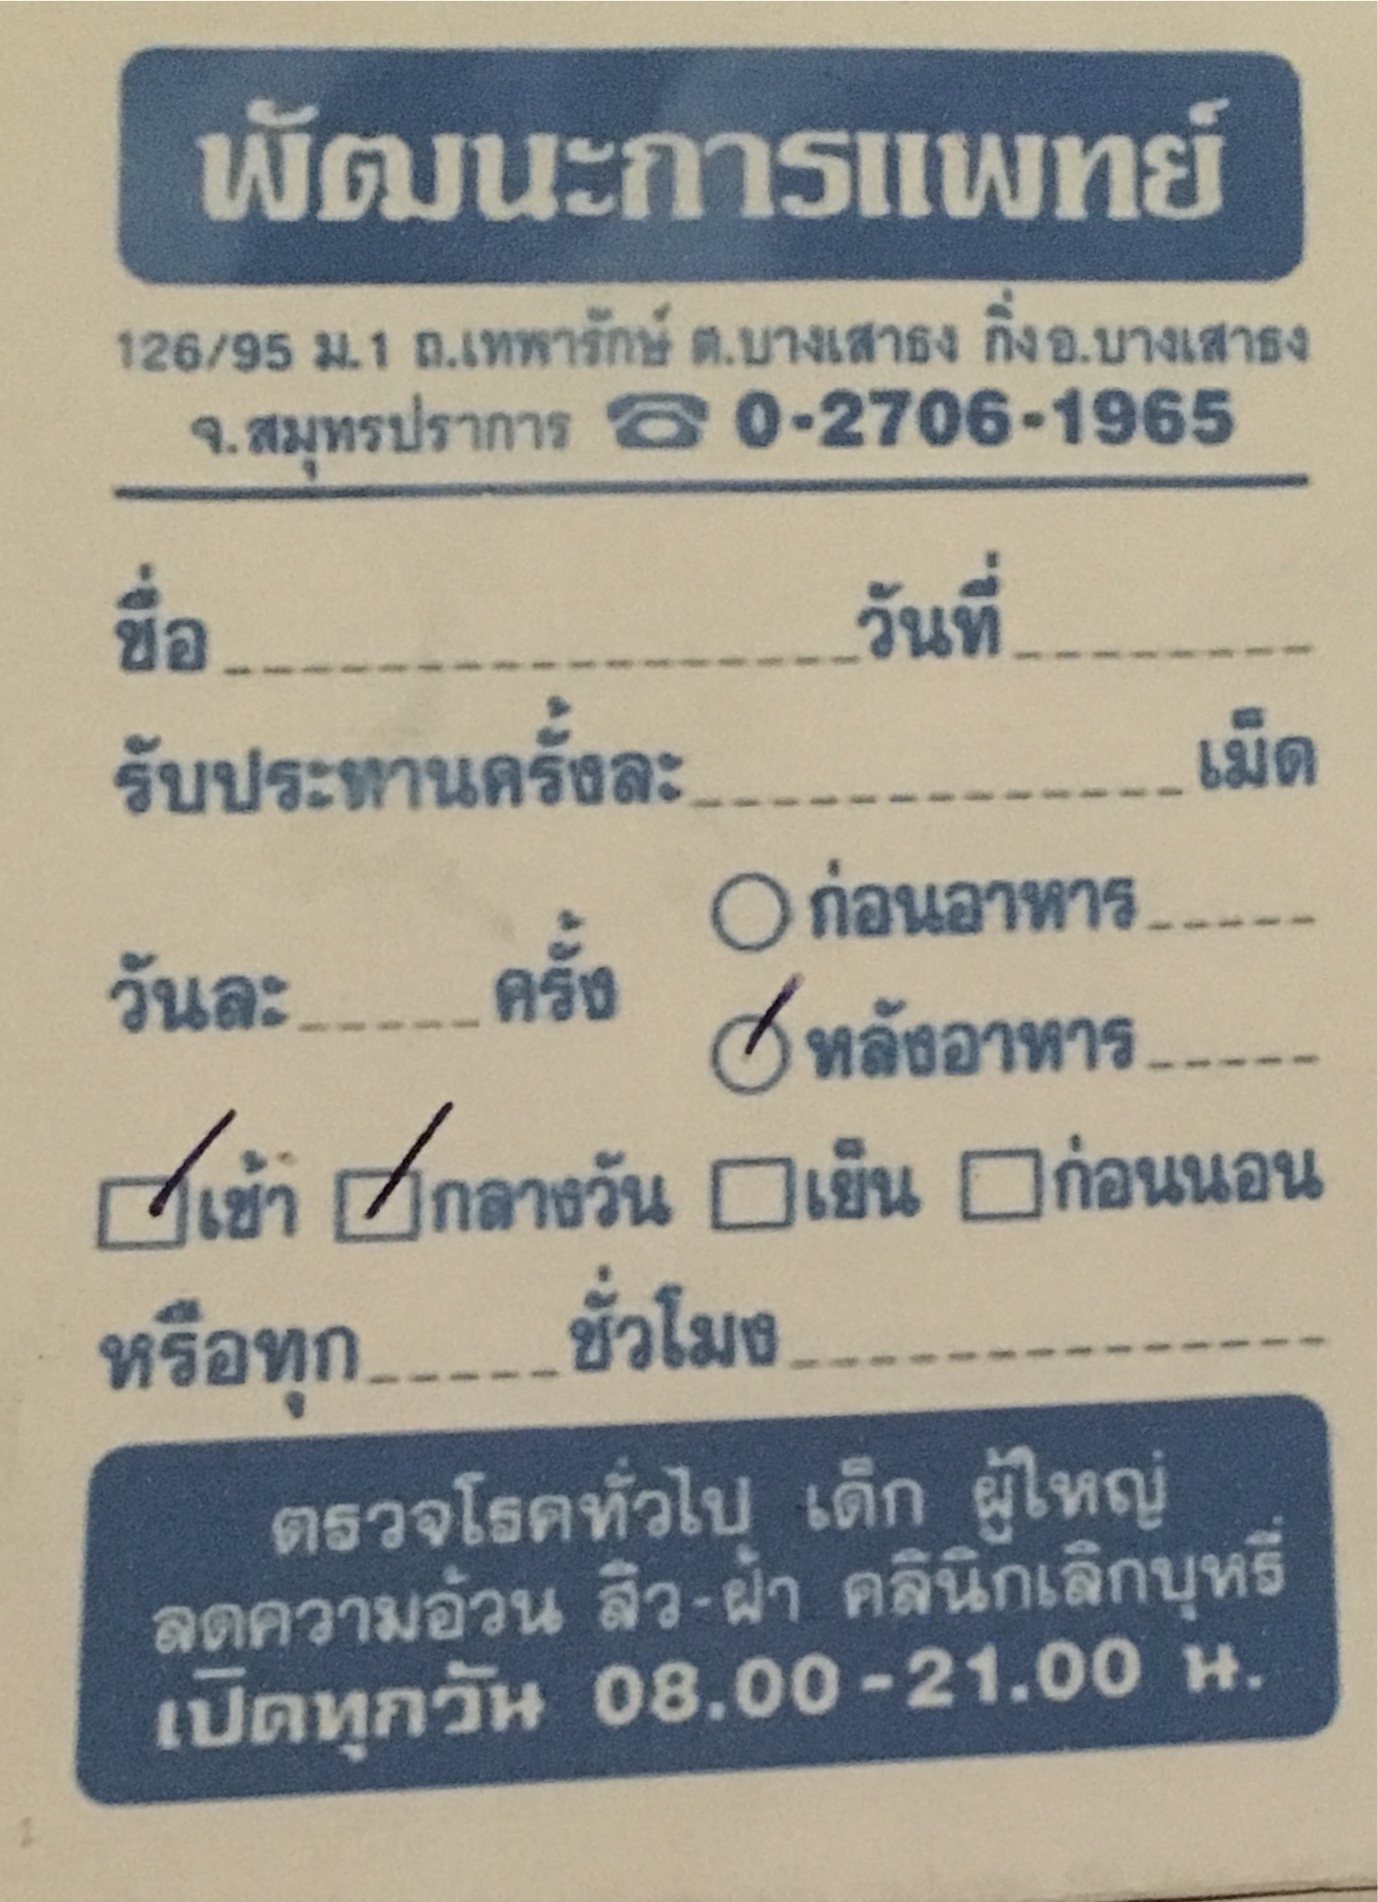 พัฒนะการแพทย์
126/95 ม.1 ถ.เทพารักษ์ ต.บางเสาธง กิ่งอ.บางเสาธง
จ.สมุทรปราการ ☎ 0-2706-1965
ชื่อ วันที่
รับประทานครั้งละ เม็ด
ก่อนอาหาร
วันละ ครั้ง
หลังอาหาร
เช้า กลางวัน เย็น ก่อนนอน
หรือทุก ชั่วโมง
ตรวจโรคทั่วไป เด็ก ผู้ใหญ่
ลดความอ้วน สิว-ฝ้า คลินิกเลิกบุหรี่
เปิดทุกวัน 08.00-21.00 น.